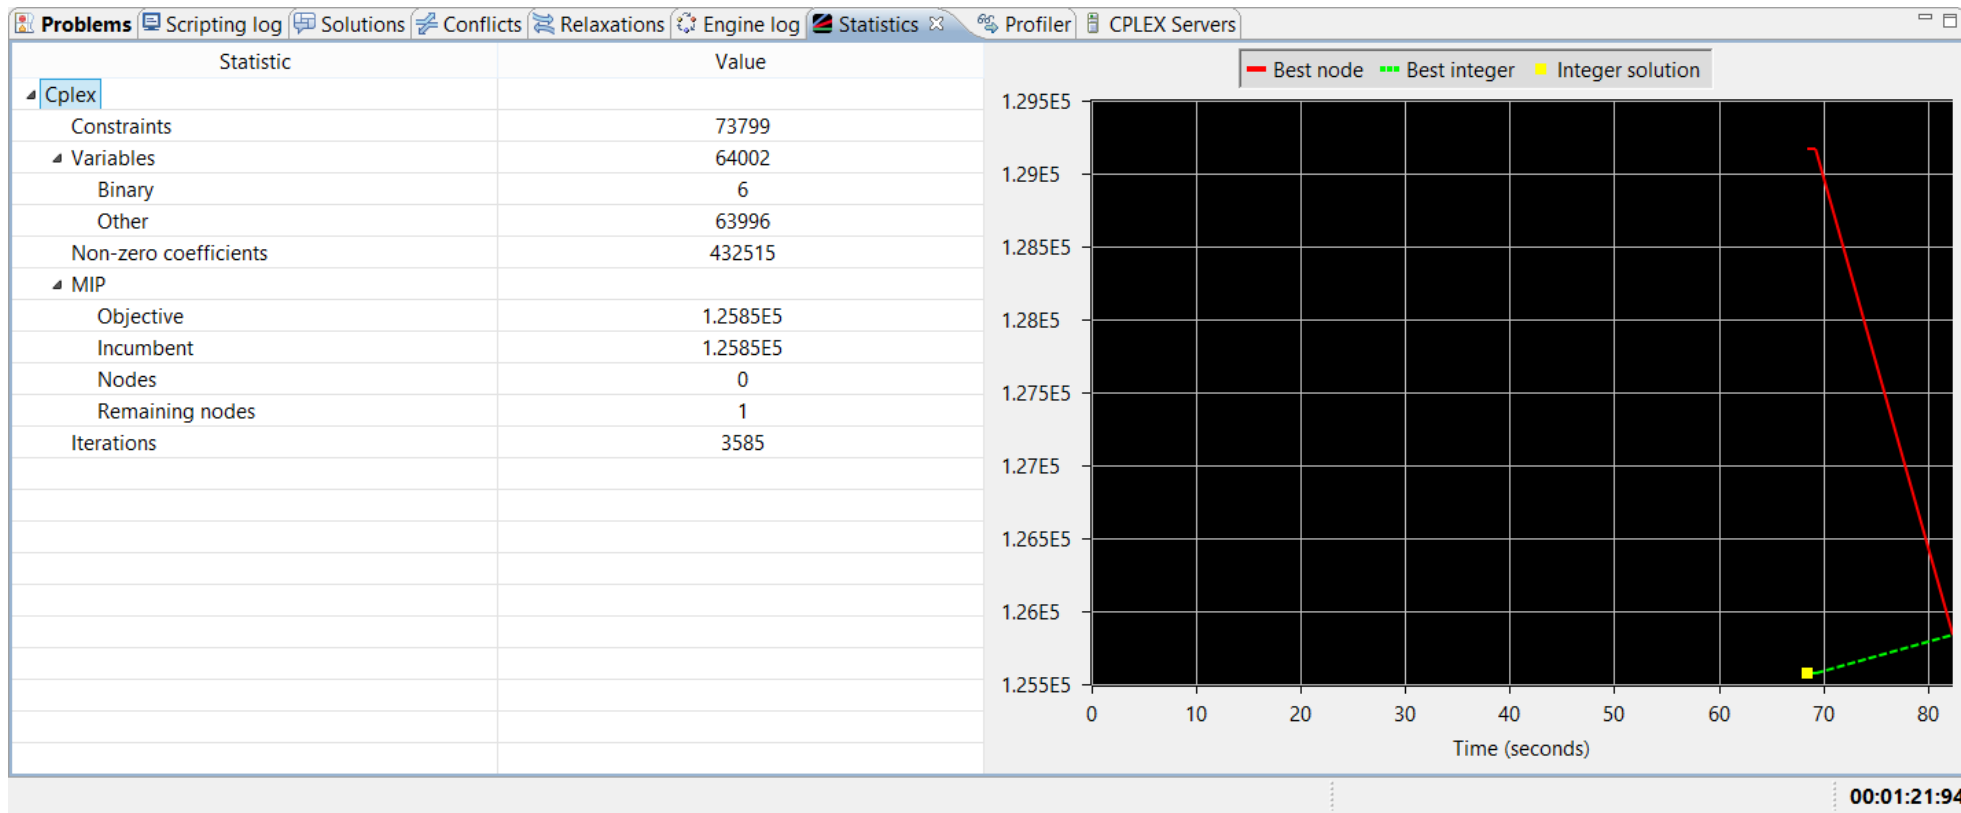 Problems Scripting log Solutions Conflicts Relaxations Engine log Statistics Profiler CPLEX Servers
Statistic Value
Cplex
Constraints 73799
Variables 64002
Binary 6
Other 63996
Non-zero coefficients 432515
MIP
Objective 1.2585E5
Incumbent 1.2585E5
Nodes 0
Remaining nodes 1
Iterations 3585
Best node Best integer Integer solution
1.295E5
1.29E5
1.285E5
1.28E5
1.275E5
1.27E5
1.265E5
1.26E5
1.255E5
0 10 20 30 40 50 60 70 80
Time (seconds)
00:01:21:94